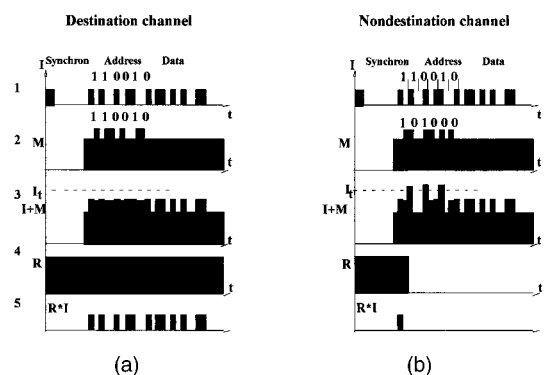 Destination channel
I
Synchron Address Data
1 1 0 0 1 0
1
t
1 1 0 0 1 0
2
M
t
3
It
I+M
t
4
R
t
5
R*I
t
(a)
Nondestination channel
I
Synchron Address Data
1 1 0 0 1 0
t
1 0 1 0 0 0
M
t
It
I+M
t
R
t
R*I
t
(b)